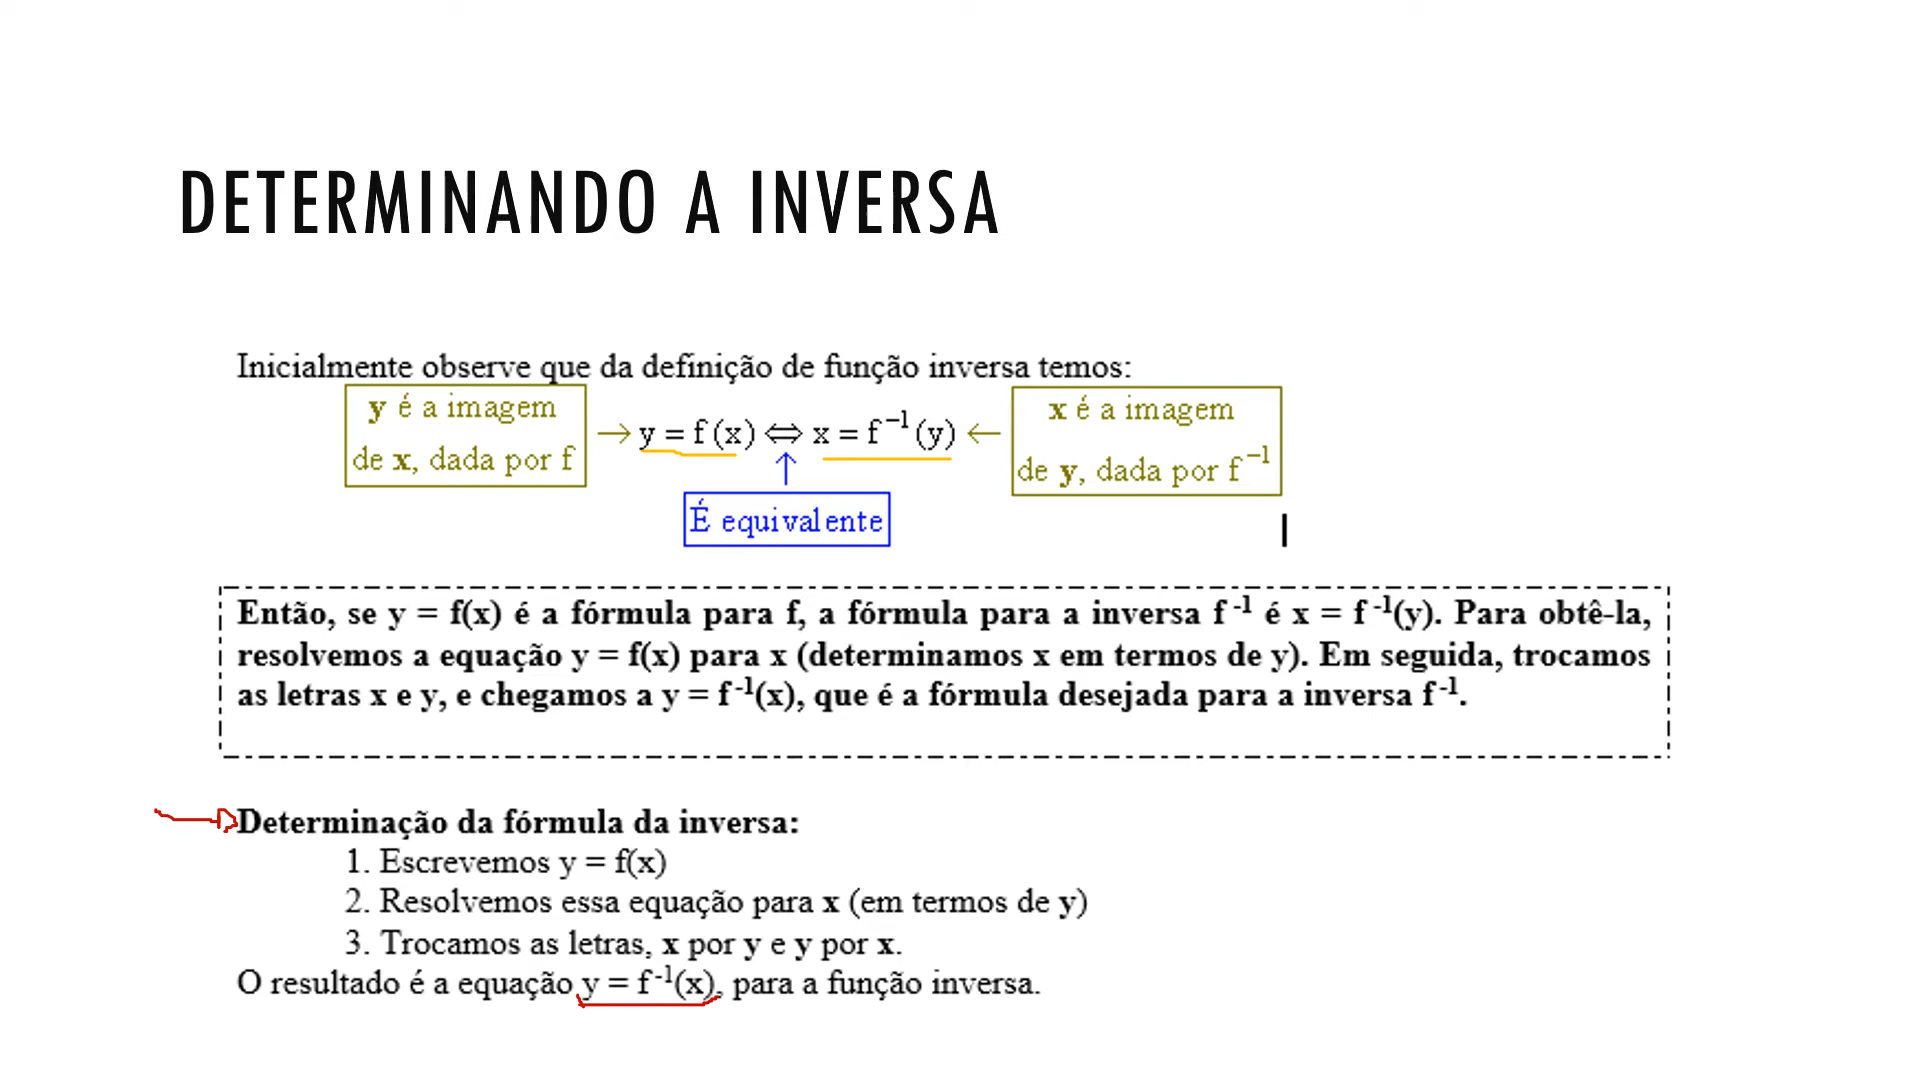 DETERMINANDO A INVERSA
Inicialmente observe que da definição de função inversa temos:
y é a imagem
de x, dada por f
→ y = f(x) ⇔ x = f⁻¹(y) ←
x é a imagem
de y, dada por f⁻¹
↑
É equivalente
Então, se y = f(x) é a fórmula para f, a fórmula para a inversa f⁻¹ é x = f⁻¹(y). Para obtê-la,
resolvemos a equação y = f(x) para x (determinamos x em termos de y). Em seguida, trocamos
as letras x e y, e chegamos a y = f⁻¹(x), que é a fórmula desejada para a inversa f⁻¹.
Determinação da fórmula da inversa:
1. Escrevemos y = f(x)
2. Resolvemos essa equação para x (em termos de y)
3. Trocamos as letras, x por y e y por x.
O resultado é a equação y = f⁻¹(x), para a função inversa.